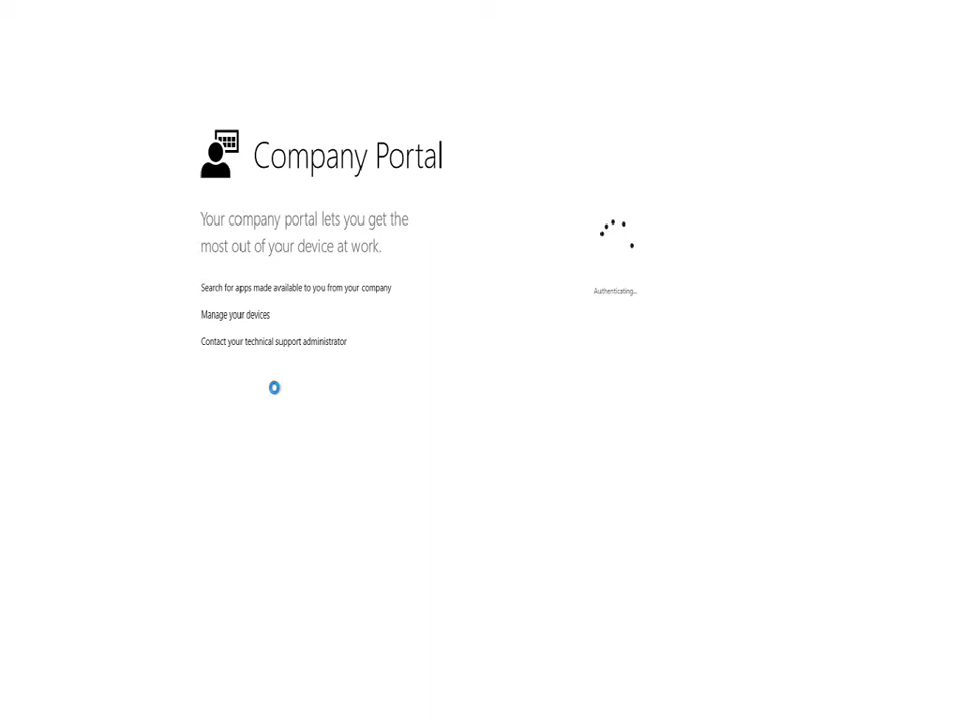 Company Portal
Your company portal lets you get the
most out of your device at work.
Search for apps made available to you from your company
Manage your devices
Contact your technical support administrator
Authenticating...